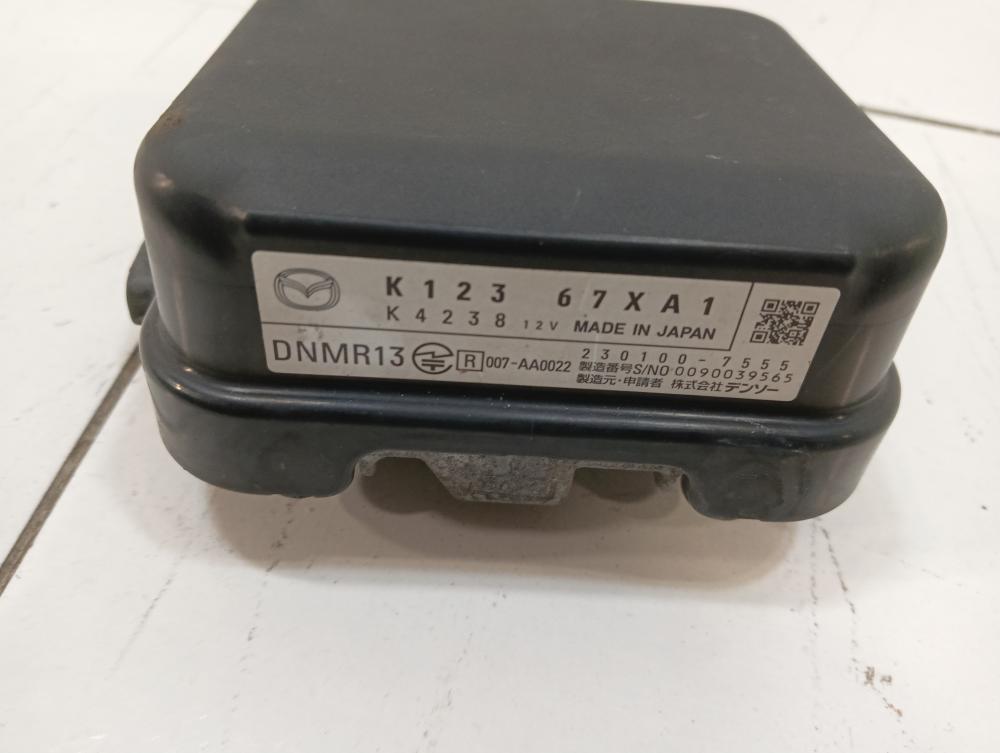 K123 67XA1
K4238 12V MADE IN JAPAN
DNMR13 R 007-AA0022
230100-7555
製造番号S/NO 0090039565
製造元・申請者 株式会社デンソー